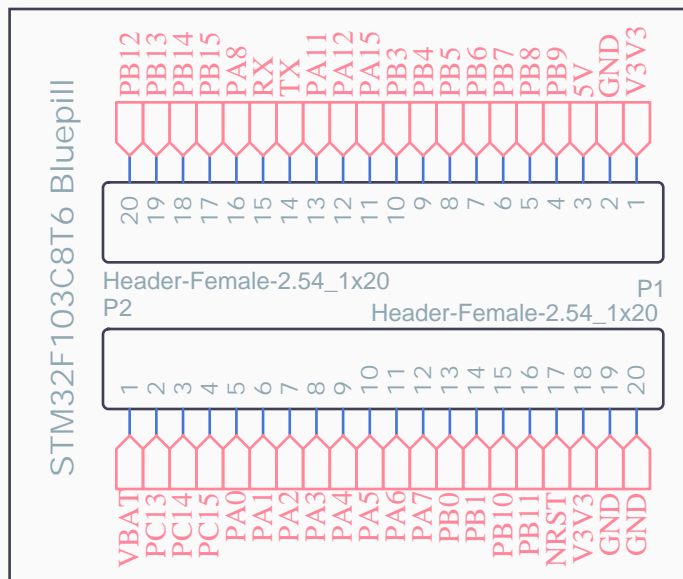 STM32F103C8T6 Bluepill
PB12
PB13
PB14
PB15
PA8
RX
TX
PA11
PA12
PA15
PB3
PB4
PB5
PB6
PB7
PB8
PB9
5V
GND
V3V3
20
19
18
17
16
15
14
13
12
11
10
9
8
7
6
5
4
3
2
1
Header-Female-2.54_1x20
P1
P2
Header-Female-2.54_1x20
1
2
3
4
5
6
7
8
9
10
11
12
13
14
15
16
17
18
19
20
VBAT
PC13
PC14
PC15
PA0
PA1
PA2
PA3
PA4
PA5
PA6
PA7
PB0
PB1
PB10
PB11
NRST
V3V3
GND
GND